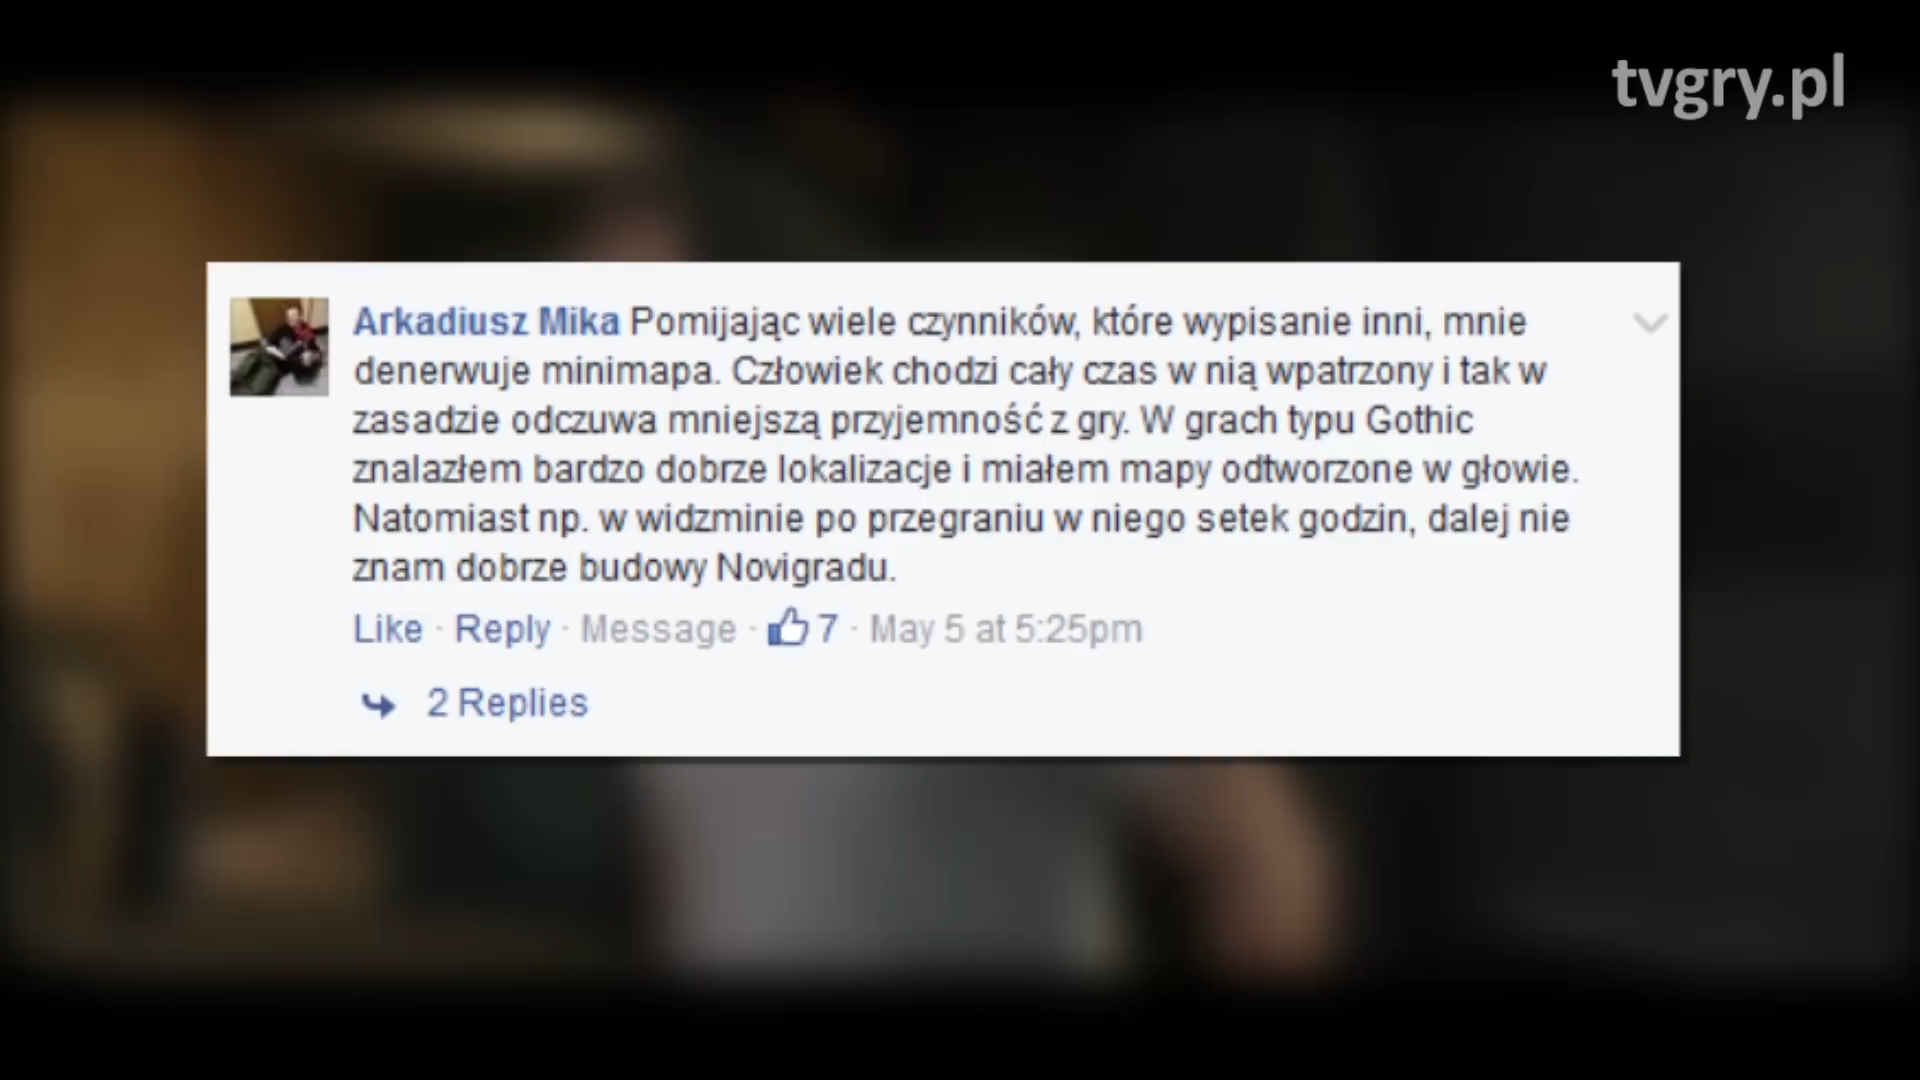 tvgry.pl
Arkadiusz Mika Pomijając wiele czynników, które wypisanie inni, mnie
denerwuje minimapa. Człowiek chodzi cały czas w nią wpatrzony i tak w
zasadzie odczuwa mniejszą przyjemność z gry. W grach typu Gothic
znalazłem bardzo dobrze lokalizacje i miałem mapy odtworzone w głowie.
Natomiast np. w widzminie po przegraniu w niego setek godzin, dalej nie
znam dobrze budowy Novigradu.
Like · Reply · Message · 7 · May 5 at 5:25pm
2 Replies